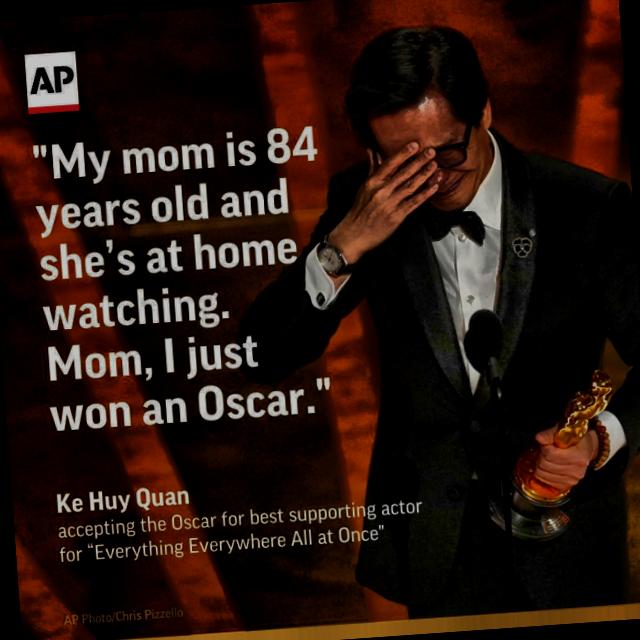 AP
"My mom is 84
years old and
she's at home
watching.
Mom, I just
won an Oscar."
Ke Huy Quan
accepting the Oscar for best supporting actor
for "Everything Everywhere All at Once"
AP Photo/Chris Pizzello